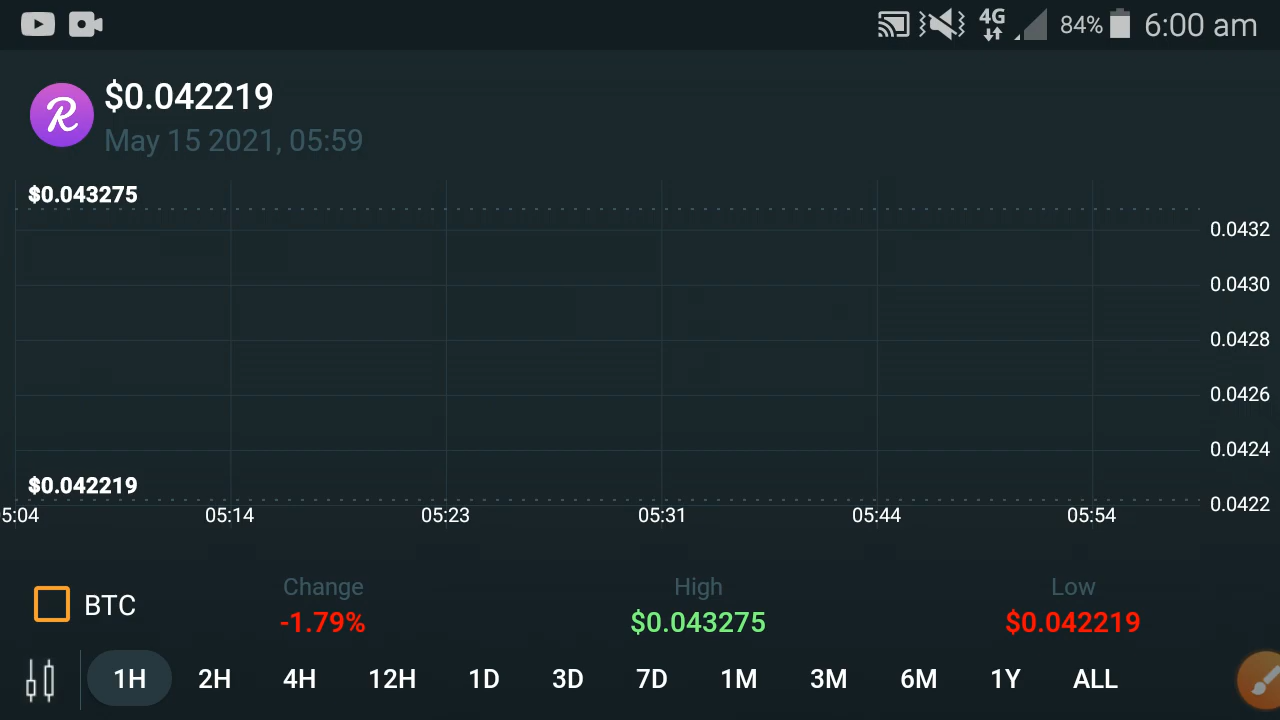 4G 84% 6:00 am
R $0.042219
May 15 2021, 05:59
$0.043275
0.0432
0.0430
0.0428
0.0426
0.0424
$0.042219
0.0422
5:04 05:14 05:23 05:31 05:44 05:54
Change High Low
BTC -1.79% $0.043275 $0.042219
1H 2H 4H 12H 1D 3D 7D 1M 3M 6M 1Y ALL